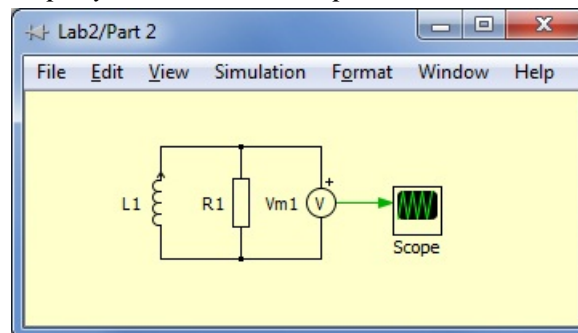 Lab2/Part 2
File Edit View Simulation Format Window Help
L1 R1 Vm1 + V
Scope